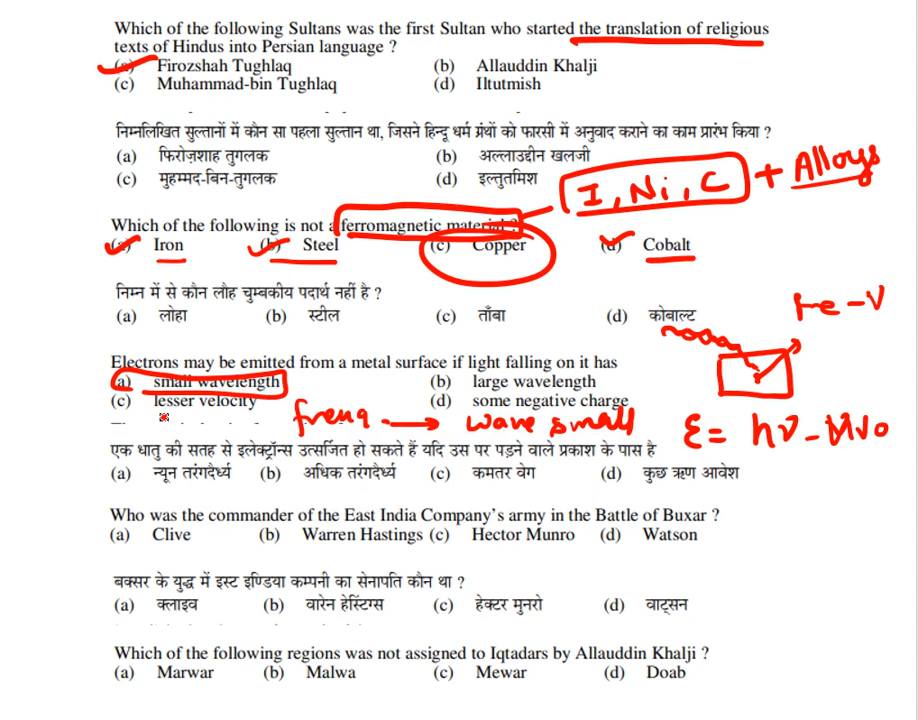 Which of the following Sultans was the first Sultan who started the translation of religious
texts of Hindus into Persian language ?
(a) Firozshah Tughlaq (b) Allauddin Khalji
(c) Muhammad-bin Tughlaq (d) Iltutmish
निम्नलिखित सुल्तानों में कौन सा पहला सुल्तान था, जिसने हिन्दू धर्म ग्रंथों को फारसी में अनुवाद कराने का काम प्रारंभ किया ?
(a) फिरोज़शाह तुगलक (b) अल्लाउद्दीन खलजी
(c) मुहम्मद-बिन-तुगलक (d) इल्तुतमिश
I, Ni, C + Alloys
Which of the following is not a ferromagnetic material ?
(a) Iron (b) Steel (c) Copper (d) Cobalt
निम्न में से कौन लौह चुम्बकीय पदार्थ नहीं है ?
(a) लोहा (b) स्टील (c) ताँबा (d) कोबाल्ट
Electrons may be emitted from a metal surface if light falling on it has
(a) small wavelength (b) large wavelength
(c) lesser velocity (d) some negative charge
freq → wave small
एक धातु की सतह से इलेक्ट्रॉन्स उत्सर्जित हो सकते हैं यदि उस पर पड़ने वाले प्रकाश के पास है
(a) न्यून तरंगदैर्ध्य (b) अधिक तरंगदैर्ध्य (c) कमतर वेग (d) कुछ ऋण आवेश
Who was the commander of the East India Company's army in the Battle of Buxar ?
(a) Clive (b) Warren Hastings (c) Hector Munro (d) Watson
बक्सर के युद्ध में इस्ट इण्डिया कम्पनी का सेनापति कौन था ?
(a) क्लाइव (b) वारेन हेस्टिंग्स (c) हेक्टर मुनरो (d) वाट्सन
Which of the following regions was not assigned to Iqtadars by Allauddin Khalji ?
(a) Marwar (b) Malwa (c) Mewar (d) Doab